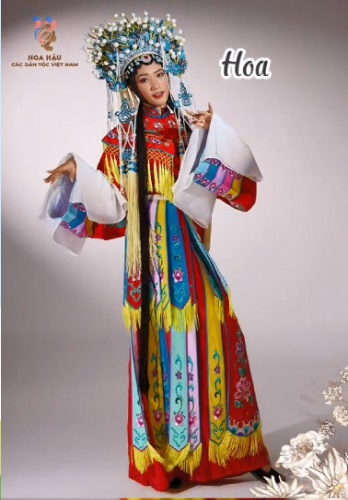 HOA HẬU
CÁC DÂN TỘC VIỆT NAM
Hoa